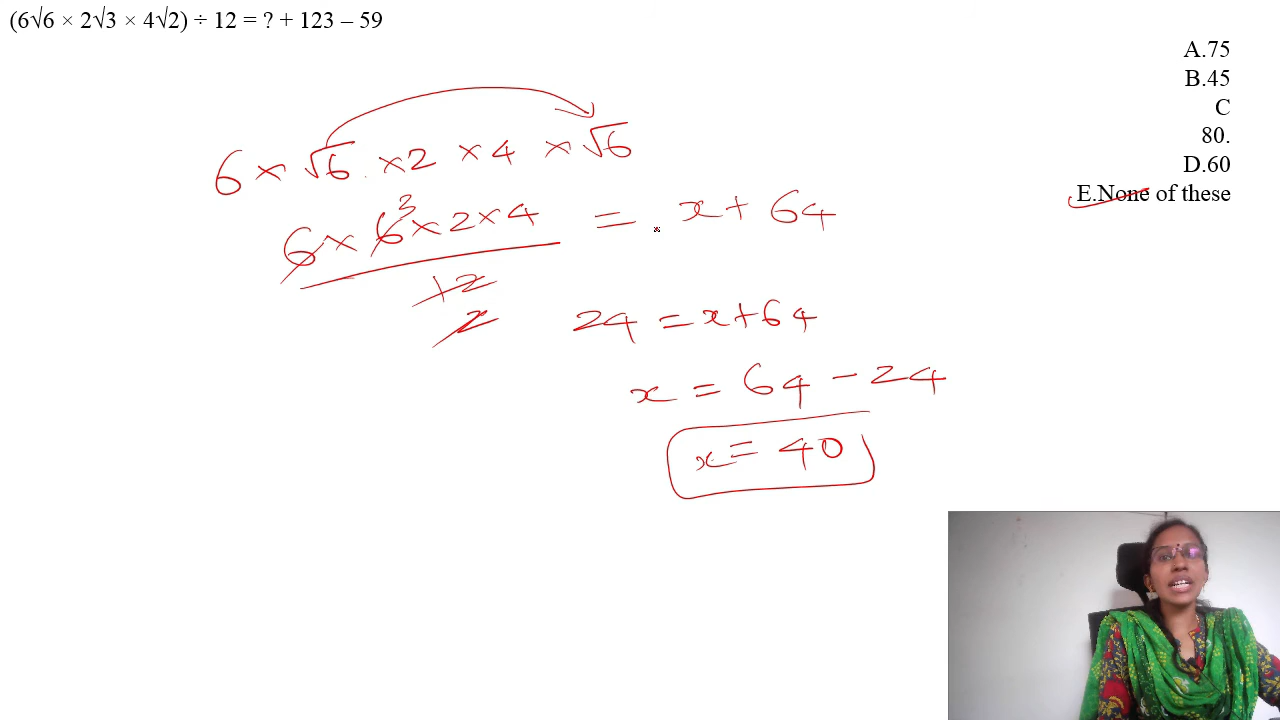 (6√6 × 2√3 × 4√2) ÷ 12 = ? + 123 – 59
A.75
B.45
C
80.
D.60
E.None of these
6 × √6 × 2 × 4 × √6
3
6 × 6 × 2 × 4 = x + 64
12
2
24 = x + 64
x = 64 - 24
x = 40